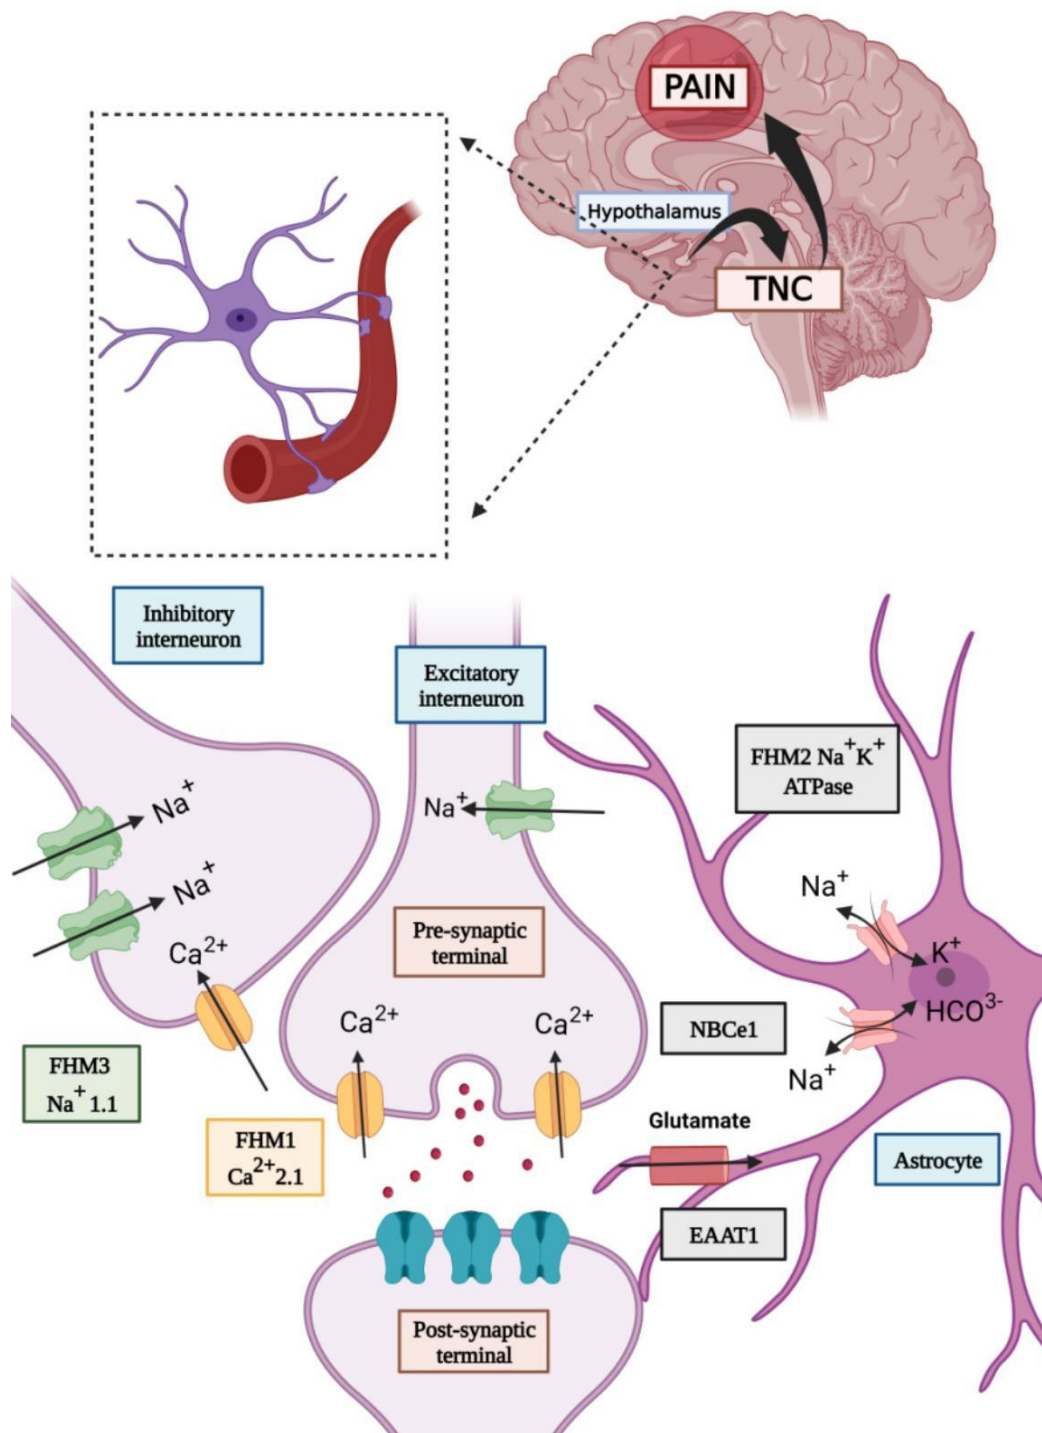 PAIN
Hypothalamus
TNC
Inhibitory
interneuron
Excitatory
interneuron
FHM2 Na⁺K⁺
ATPase
Na⁺
Na⁺
Na⁺
Na⁺
Ca²⁺
Pre-synaptic
terminal
K⁺
HCO³⁻
Ca²⁺
Ca²⁺
NBCe1
Na⁺
FHM3
Na⁺ 1.1
FHM1
Ca²⁺2.1
Glutamate
Astrocyte
EAAT1
Post-synaptic
terminal